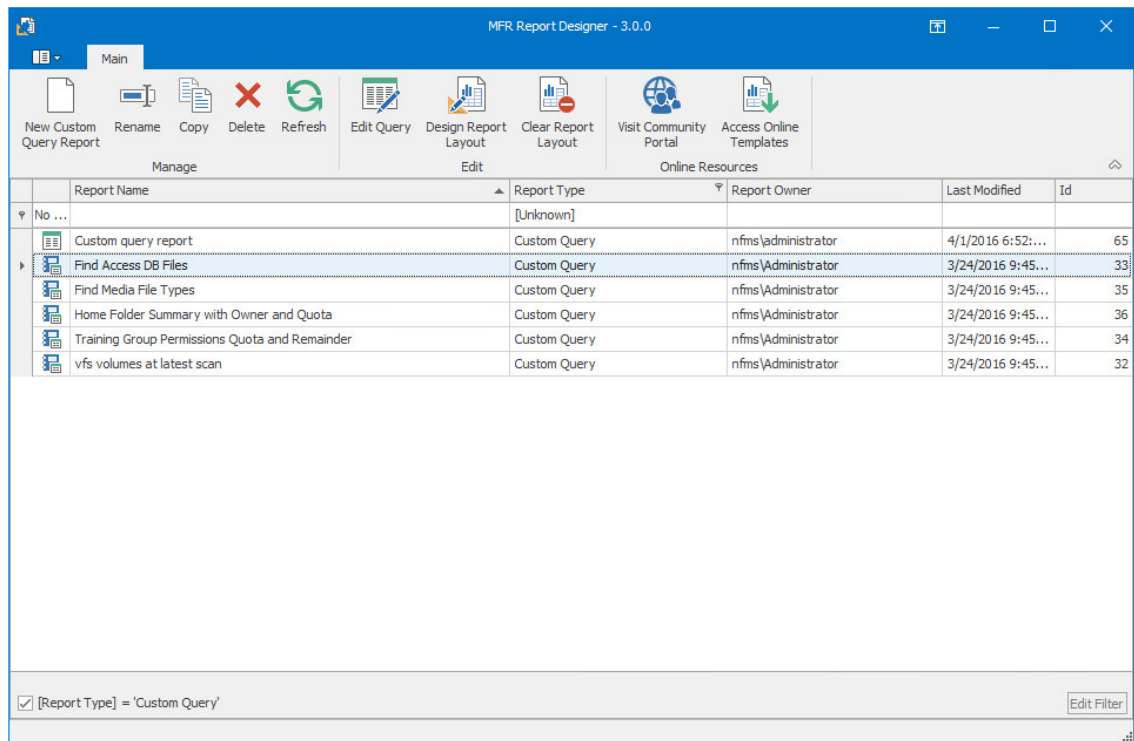 MFR Report Designer - 3.0.0
Main
New Custom Query Report
Rename
Copy
Delete
Refresh
Edit Query
Design Report Layout
Clear Report Layout
Visit Community Portal
Access Online Templates
Manage
Edit
Online Resources
Report Name Report Type Report Owner Last Modified Id
No ... [Unknown]
Custom query report Custom Query nfms\administrator 4/1/2016 6:52:... 65
Find Access DB Files Custom Query nfms\Administrator 3/24/2016 9:45... 33
Find Media File Types Custom Query nfms\Administrator 3/24/2016 9:45... 35
Home Folder Summary with Owner and Quota Custom Query nfms\Administrator 3/24/2016 9:45... 36
Training Group Permissions Quota and Remainder Custom Query nfms\Administrator 3/24/2016 9:45... 34
vfs volumes at latest scan Custom Query nfms\Administrator 3/24/2016 9:45... 32
[Report Type] = 'Custom Query'
Edit Filter